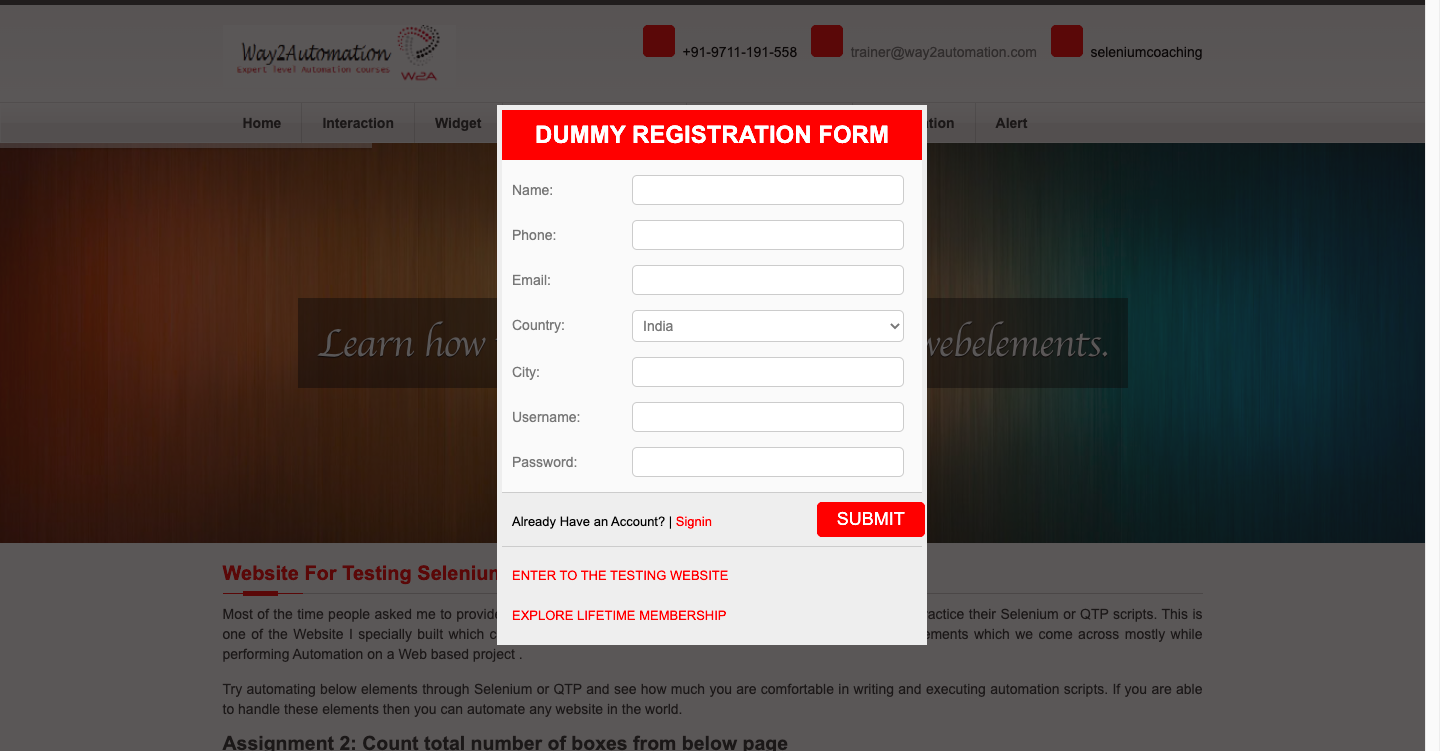 Way2Automation
Expert level Automation courses
W2A
+91-9711-191-558
trainer@way2automation.com
seleniumcoaching
Home
Interaction
Widget
Alert
DUMMY REGISTRATION FORM
Name:
Phone:
Email:
Country:
India
City:
Username:
Password:
Already Have an Account? | Signin
SUBMIT
ENTER TO THE TESTING WEBSITE
EXPLORE LIFETIME MEMBERSHIP
Learn how
webelements.
Website For Testing Selenium
Most of the time people asked me to provide practice their Selenium or QTP scripts. This is
one of the Website I specially built which elements which we come across mostly while
performing Automation on a Web based project .
Try automating below elements through Selenium or QTP and see how much you are comfortable in writing and executing automation scripts. If you are able
to handle these elements then you can automate any website in the world.
Assignment 2: Count total number of boxes from below page